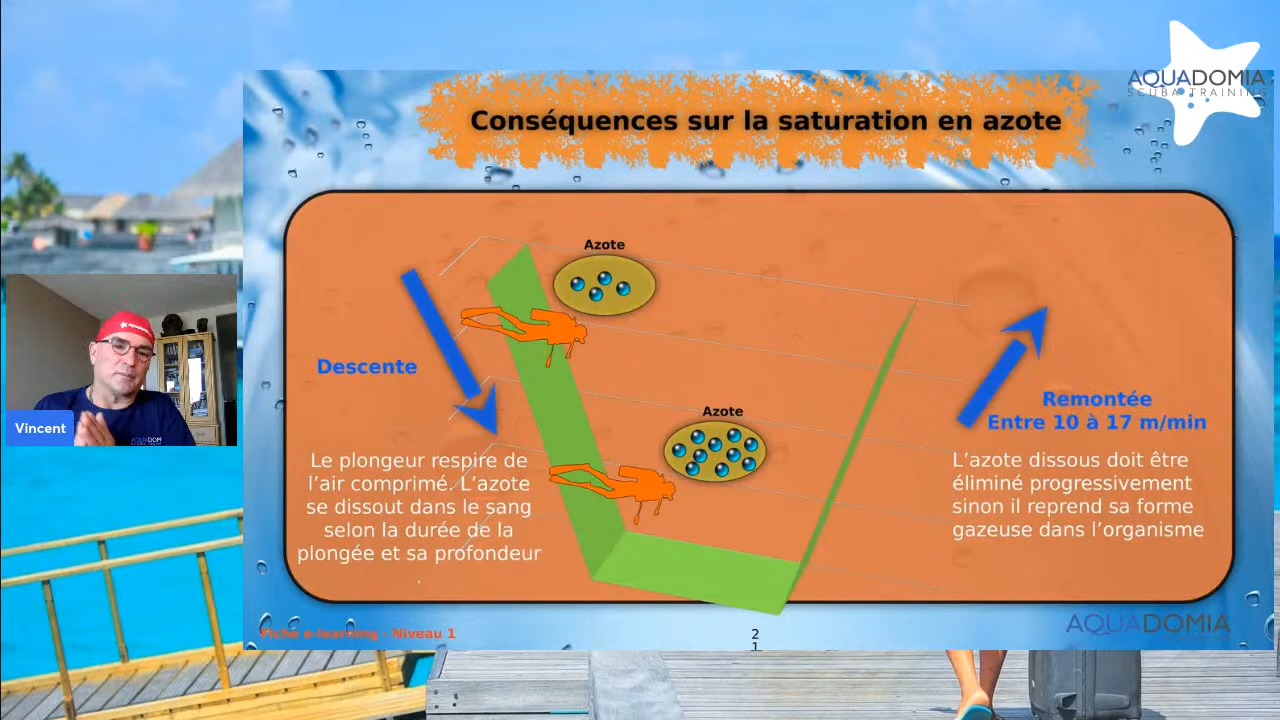 AQUADOMIA
SCUBA TRAINING
Conséquences sur la saturation en azote
Azote
Descente
Azote
Remontée
Entre 10 à 17 m/min
Le plongeur respire de
l'air comprimé. L'azote
se dissout dans le sang
selon la durée de la
plongée et sa profondeur
.
L'azote dissous doit être
éliminé progressivement
sinon il reprend sa forme
gazeuse dans l'organisme
Vincent
AQUADOM
Fiche e-learning - Niveau 1
2
1
AQUADOMIA